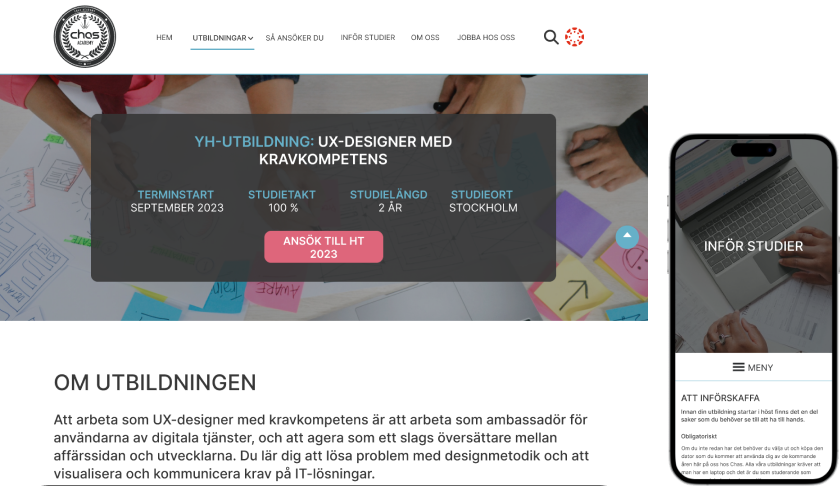 chas
ACADEMY
HEM
UTBILDNINGAR
SÅ ANSÖKER DU
INFÖR STUDIER
OM OSS
JOBBA HOS OSS
YH-UTBILDNING: UX-DESIGNER MED
KRAVKOMPETENS
TERMINSTART
STUDIETAKT
STUDIELÄNGD
STUDIEORT
SEPTEMBER 2023
100 %
2 ÅR
STOCKHOLM
ANSÖK TILL HT
2023
OM UTBILDNINGEN
Att arbeta som UX-designer med kravkompetens är att arbeta som ambassadör för
användarna av digitala tjänster, och att agera som ett slags översättare mellan
affärssidan och utvecklarna. Du lär dig att lösa problem med designmetodik och att
visualisera och kommunicera krav på IT-lösningar.
INFÖR STUDIER
MENY
ATT INFÖRSKAFFA
Innan din utbildning startar i höst finns det en del
saker som du behöver se till att ha till hands.
Obligatoriskt
Om du inte redan har det behöver du välja ut och köpa den
dator som du kommer att använda dig av de kommande
åren här på oss hos Chas. Alla våra utbildningar kräver att
man har en laptop och det är du som studerande som